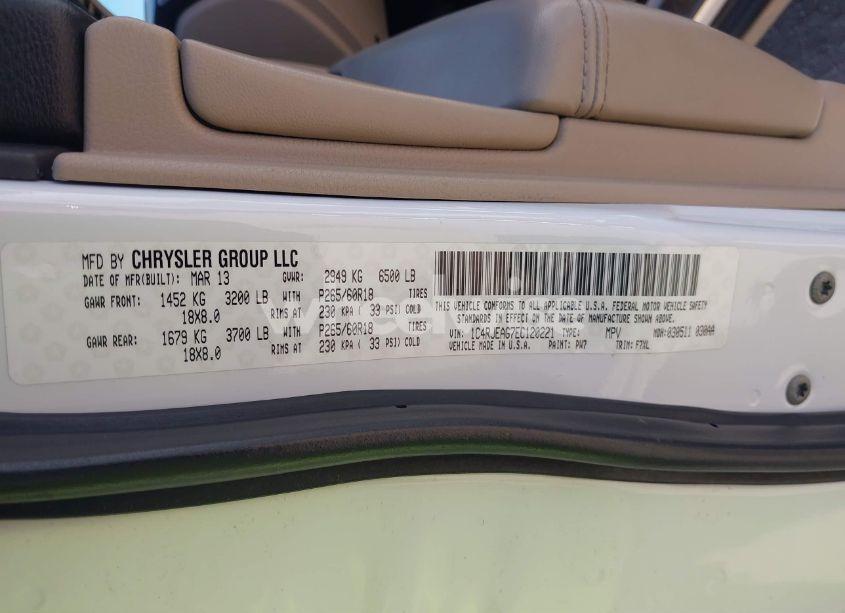 MFD BY CHRYSLER GROUP LLC
DATE OF MFR(BUILT): MAR 13 GVWR: 2949 KG 6500 LB
GAWR FRONT: 1452 KG 3200 LB WITH P265/60R18 TIRES
18X8.0 RIMS AT 230 KPA ( 33 PSI) COLD
GAWR REAR: 1679 KG 3700 LB WITH P265/60R18 TIRES
18X8.0 RIMS AT 230 KPA ( 33 PSI) COLD
THIS VEHICLE CONFORMS TO ALL APPLICABLE U.S.A. FEDERAL MOTOR VEHICLE SAFETY
STANDARDS IN EFFECT ON THE DATE OF MANUFACTURE SHOWN ABOVE.
VIN: 1C4RJEAG7EC120221 TYPE: MPV MDH: 030511 030AA
VEHICLE MADE IN U.S.A. PAINT: PW7 TRIM: F7XL